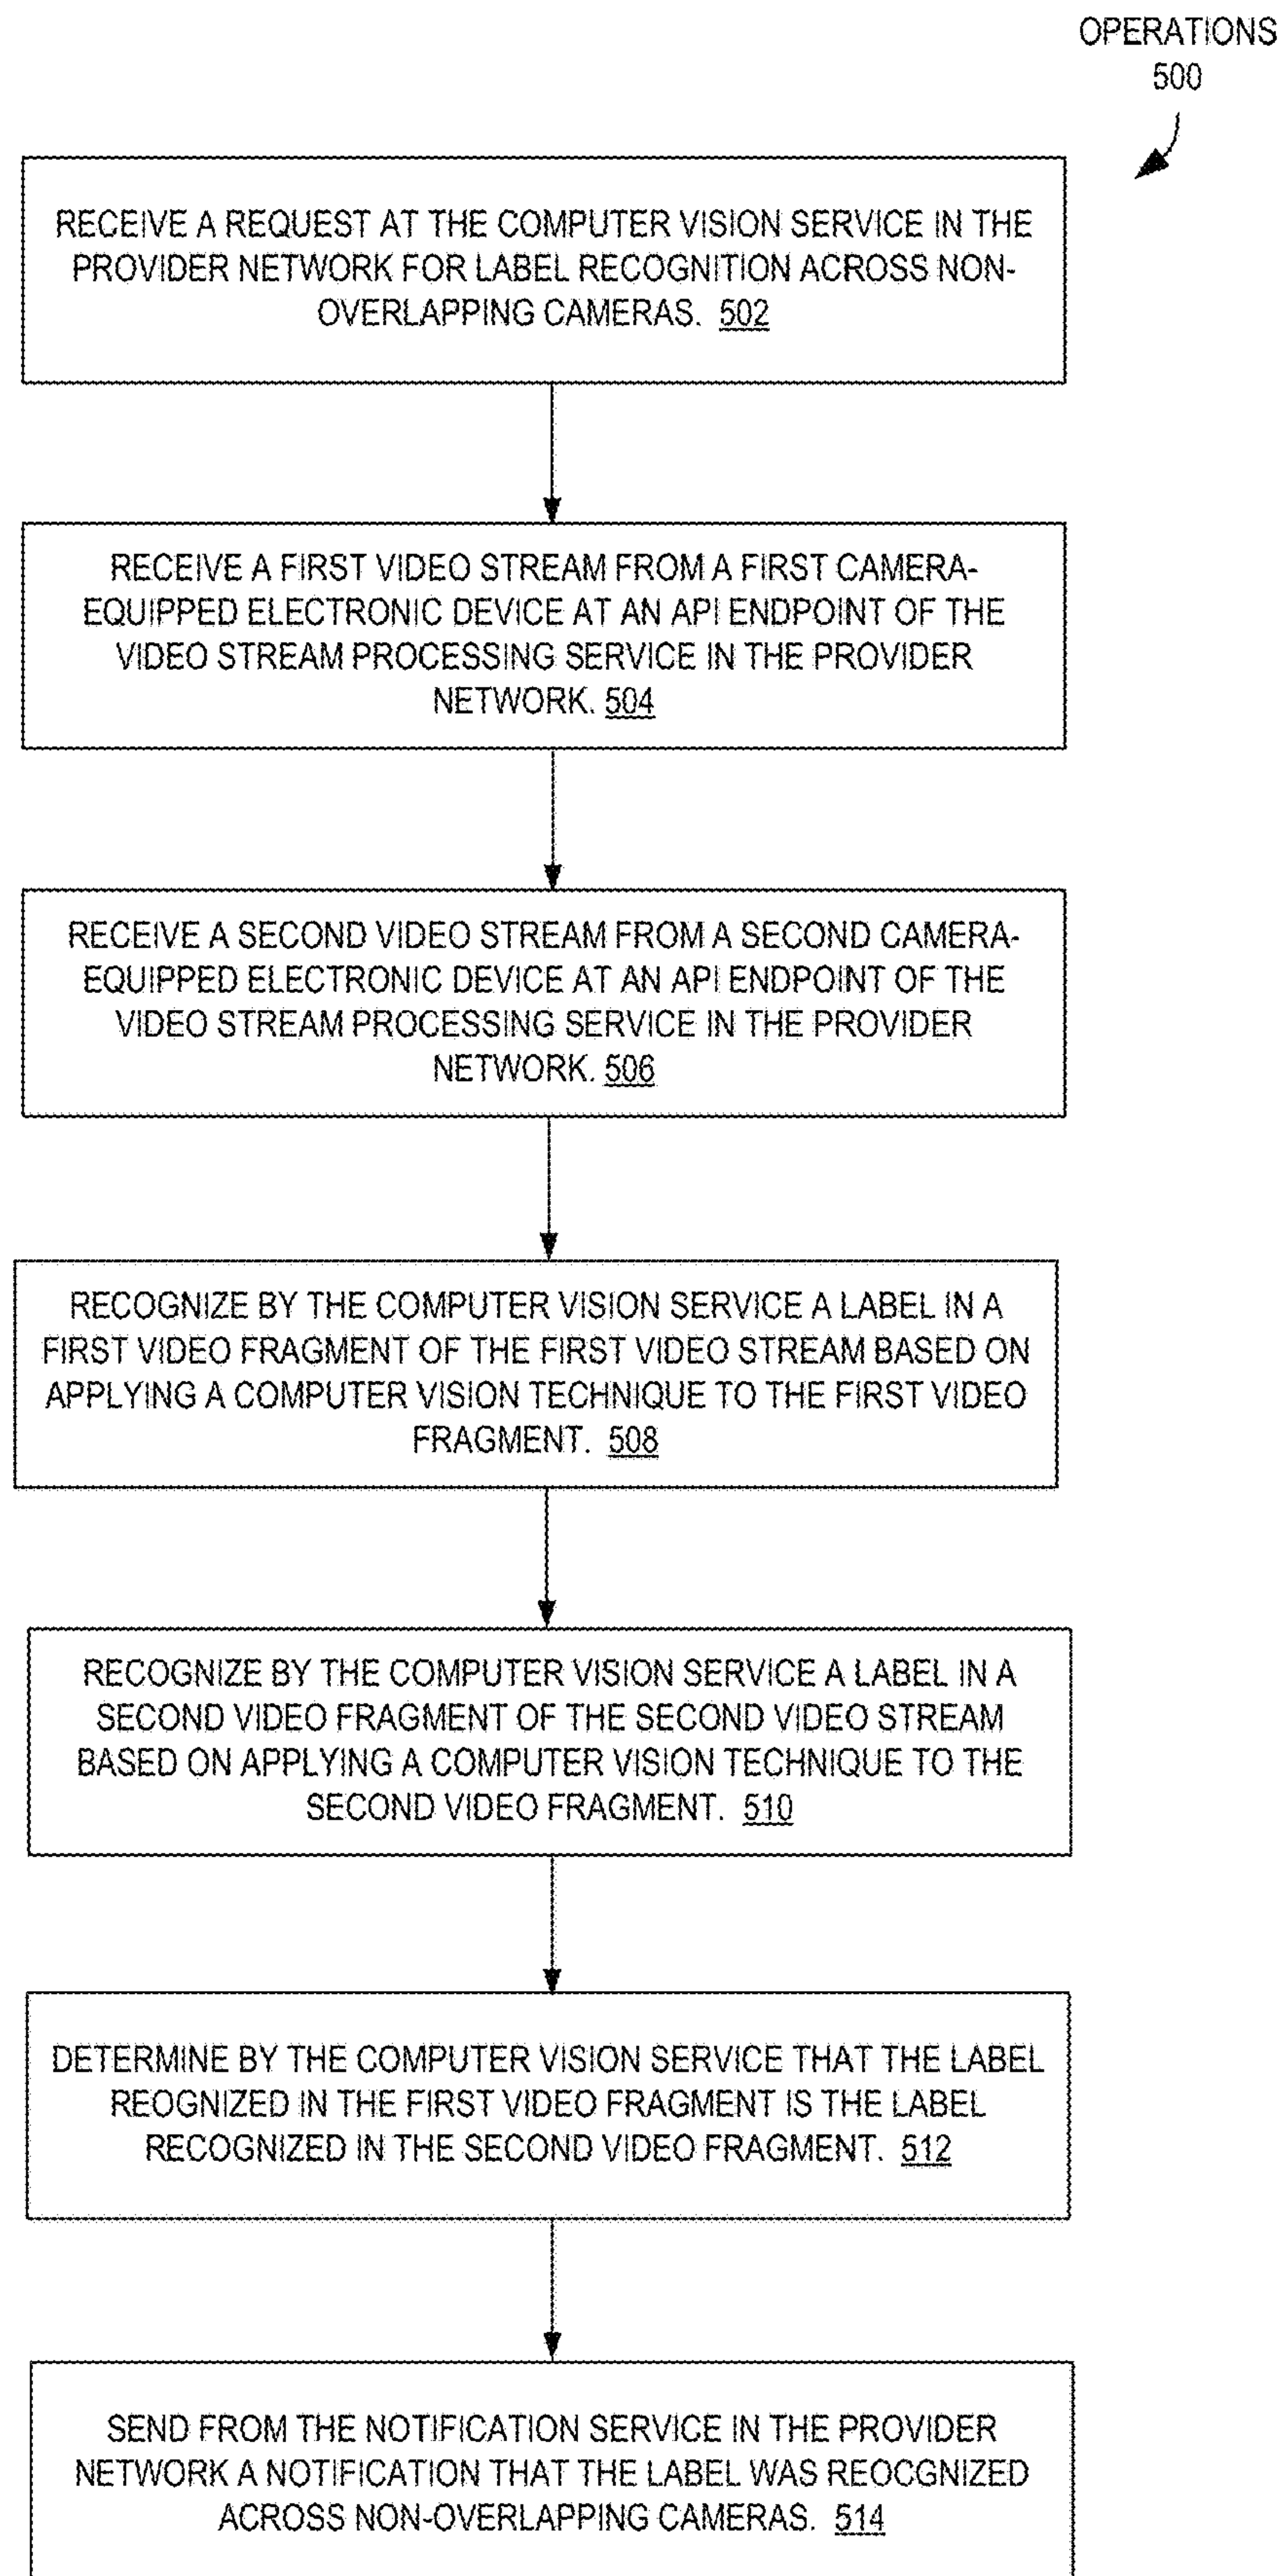 OPERATIONS
500
RECEIVE A REQUEST AT THE COMPUTER VISION SERVICE IN THE
PROVIDER NETWORK FOR LABEL RECOGNITION ACROSS NON-
OVERLAPPING CAMERAS. 502
RECEIVE A FIRST VIDEO STREAM FROM A FIRST CAMERA-
EQUIPPED ELECTRONIC DEVICE AT AN API ENDPOINT OF THE
VIDEO STREAM PROCESSING SERVICE IN THE PROVIDER
NETWORK. 504
RECEIVE A SECOND VIDEO STREAM FROM A SECOND CAMERA-
EQUIPPED ELECTRONIC DEVICE AT AN API ENDPOINT OF THE
VIDEO STREAM PROCESSING SERVICE IN THE PROVIDER
NETWORK. 506
RECOGNIZE BY THE COMPUTER VISION SERVICE A LABEL IN A
FIRST VIDEO FRAGMENT OF THE FIRST VIDEO STREAM BASED ON
APPLYING A COMPUTER VISION TECHNIQUE TO THE FIRST VIDEO
FRAGMENT. 508
RECOGNIZE BY THE COMPUTER VISION SERVICE A LABEL IN A
SECOND VIDEO FRAGMENT OF THE SECOND VIDEO STREAM
BASED ON APPLYING A COMPUTER VISION TECHNIQUE TO THE
SECOND VIDEO FRAGMENT. 510
DETERMINE BY THE COMPUTER VISION SERVICE THAT THE LABEL
REOGNIZED IN THE FIRST VIDEO FRAGMENT IS THE LABEL
RECOGNIZED IN THE SECOND VIDEO FRAGMENT. 512
SEND FROM THE NOTIFICATION SERVICE IN THE PROVIDER
NETWORK A NOTIFICATION THAT THE LABEL WAS REOCGNIZED
ACROSS NON-OVERLAPPING CAMERAS. 514